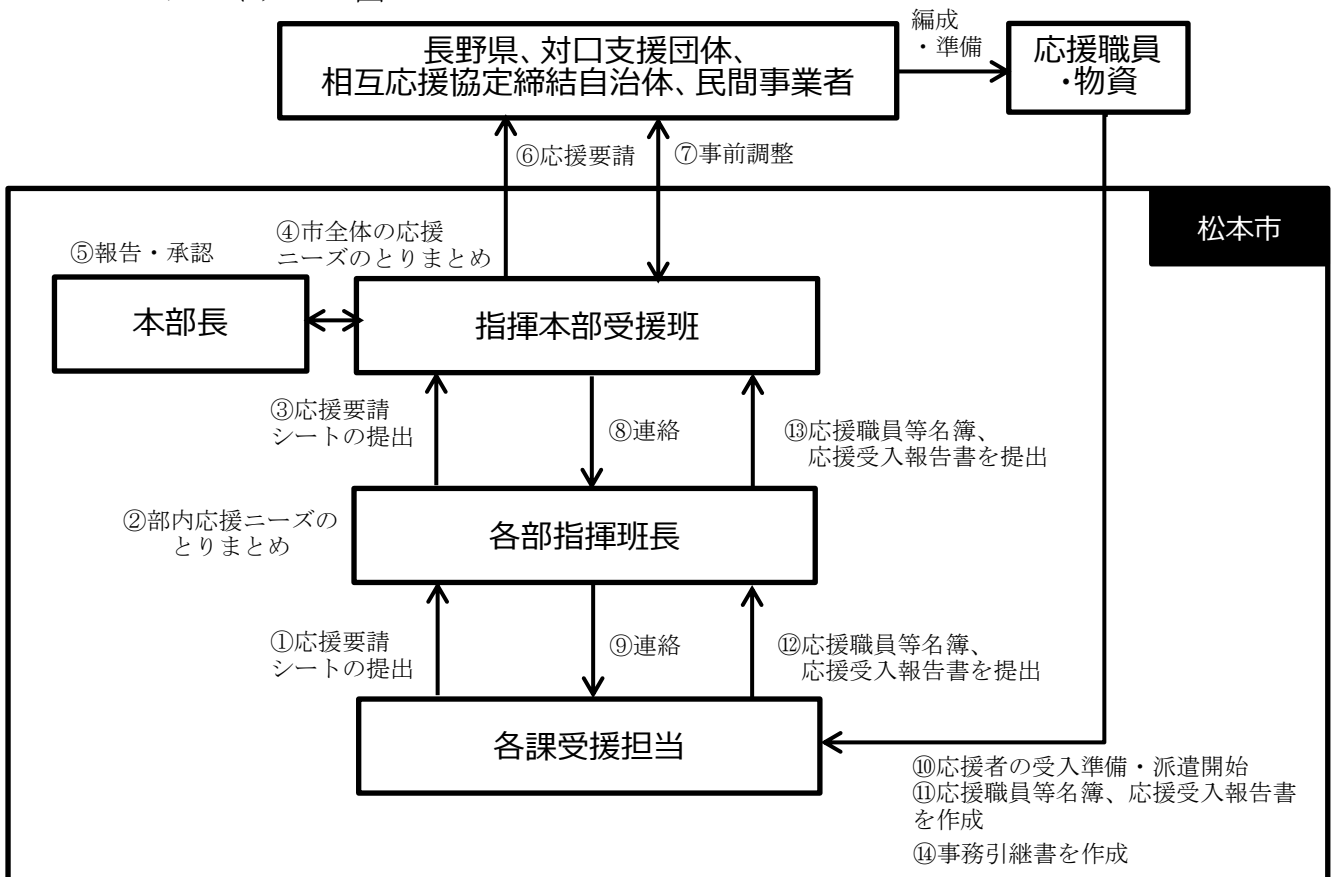 編成
・準備
長野県、対口支援団体、
相互応援協定締結自治体、民間事業者
応援職員
・物資
⑥応援要請
⑦事前調整
松本市
④市全体の応援
ニーズのとりまとめ
⑤報告・承認
本部長
指揮本部受援班
③応援要請
シートの提出
⑧連絡
⑬応援職員等名簿、
応援受入報告書を提出
②部内応援ニーズの
とりまとめ
各部指揮班長
①応援要請
シートの提出
⑨連絡
⑫応援職員等名簿、
応援受入報告書を提出
各課受援担当
⑩応援者の受入準備・派遣開始
⑪応援職員等名簿、応援受入報告書
を作成
⑭事務引継書を作成